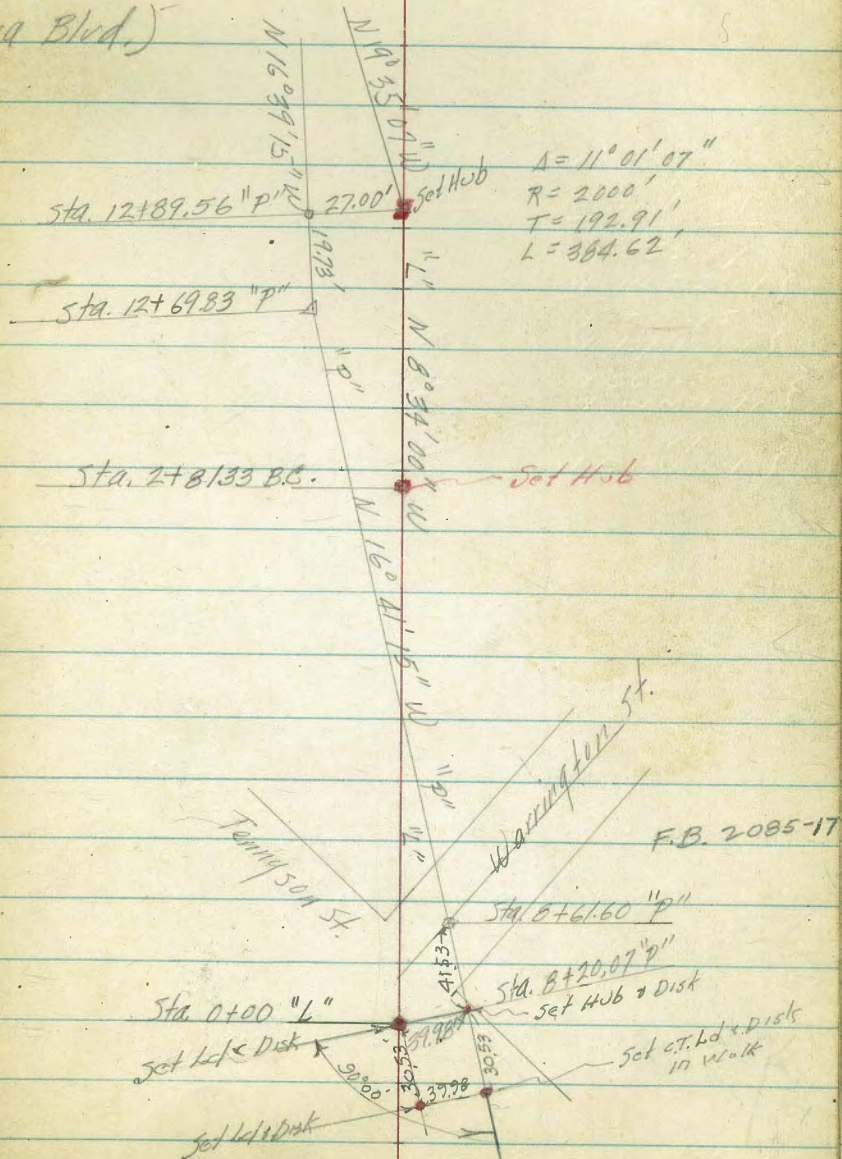 a Blvd.)
N 16° 39' 15" W
N 19° 35' 07" W
Δ = 11° 01' 07"
R = 2000'
T = 192.91'
L = 384.62'
Sta. 12+89.56 "P"
27.00'
Set Hub
19.73'
Sta. 12+69.83 "P"
"P"
"L" N 8° 34' 00" W
Sta. 2+81.33 B.C.
Set Hub
N 16° 41' 15" W "P"
"L"
Warrington St.
Tennyson St.
F.B. 2085-17
Sta. 8+61.60 "P"
41.53
Sta. 8+20.07 "P"
Set Hub & Disk
Sta. 0+00 "L"
39.98
Set Ld & Disk
90°00'
30.53
39.98
30.53
Set c.T. Ld & Disk
in Walk
Set Ld & Disk